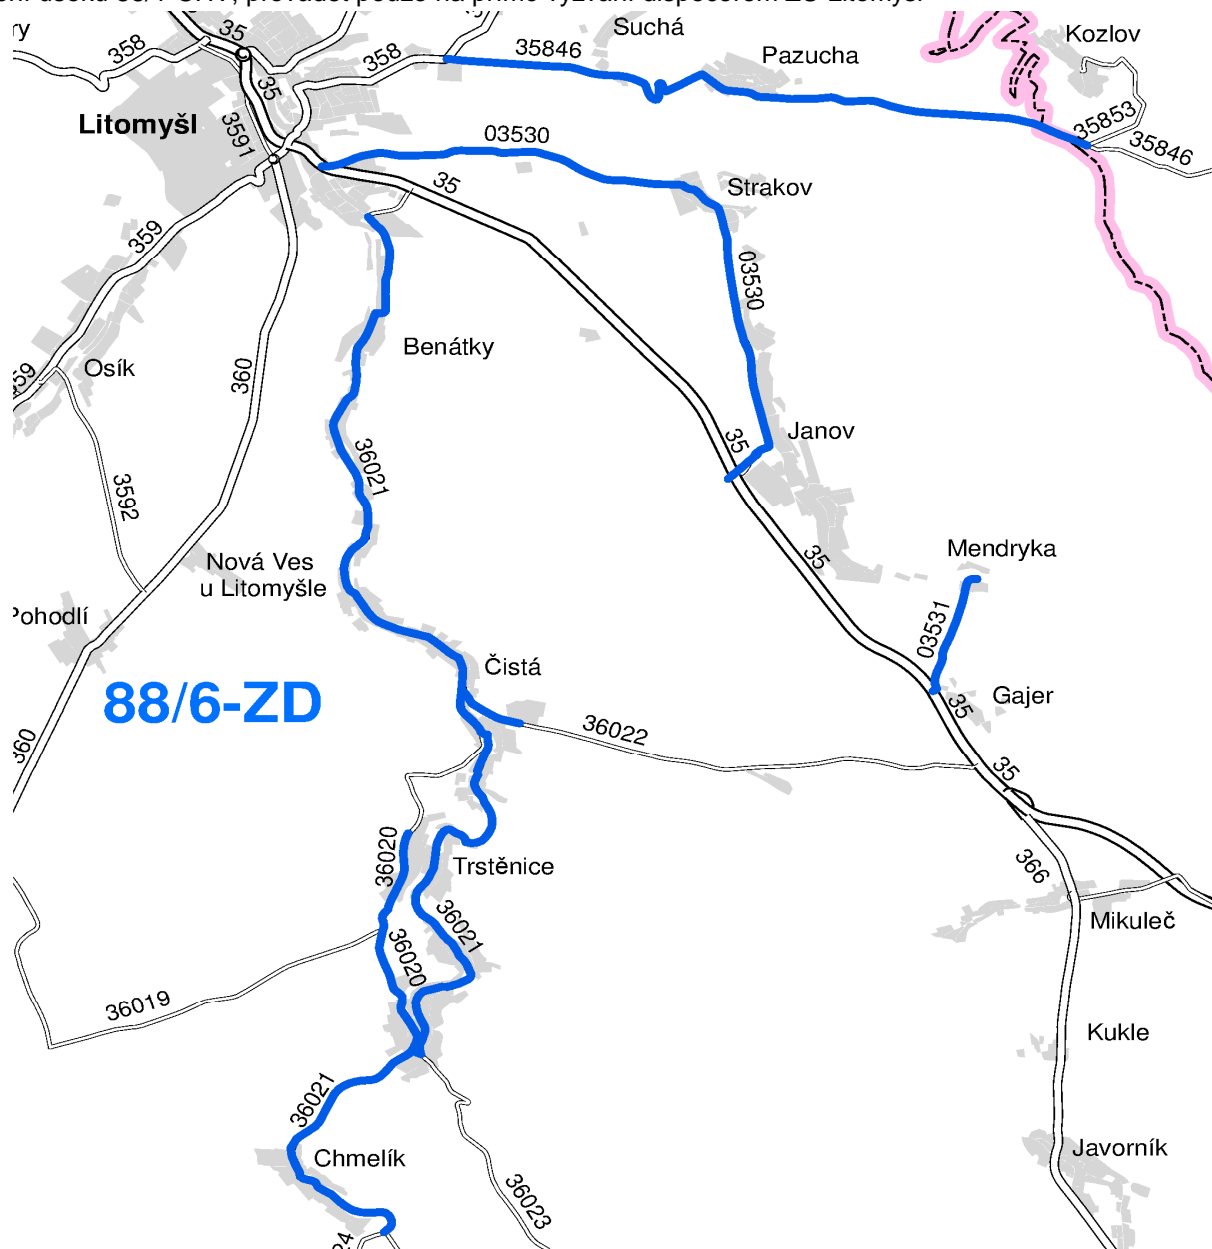 35
358
358
35846
Suchá
Pazucha
Kozlov
35
Litomyšl
3591
03530
35853
35846
35
Strakov
359
03530
Benátky
Osík
360
35
Janov
36021
3592
Nová Ves
u Litomyšle
35
Mendryka
03531
Čistá
88/6-ZD
35
Gajer
36022
35
36020
Trstěnice
366
36021
Mikuleč
36020
36019
Kukle
36021
Chmelík
Javorník
36023